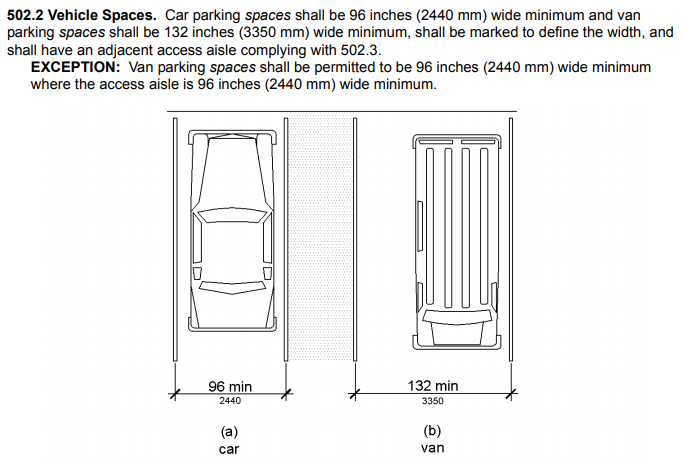 502.2 Vehicle Spaces. Car parking spaces shall be 96 inches (2440 mm) wide minimum and van
parking spaces shall be 132 inches (3350 mm) wide minimum, shall be marked to define the width, and
shall have an adjacent access aisle complying with 502.3.
EXCEPTION: Van parking spaces shall be permitted to be 96 inches (2440 mm) wide minimum
where the access aisle is 96 inches (2440 mm) wide minimum.
96 min
2440
132 min
3350
(a)
car
(b)
van